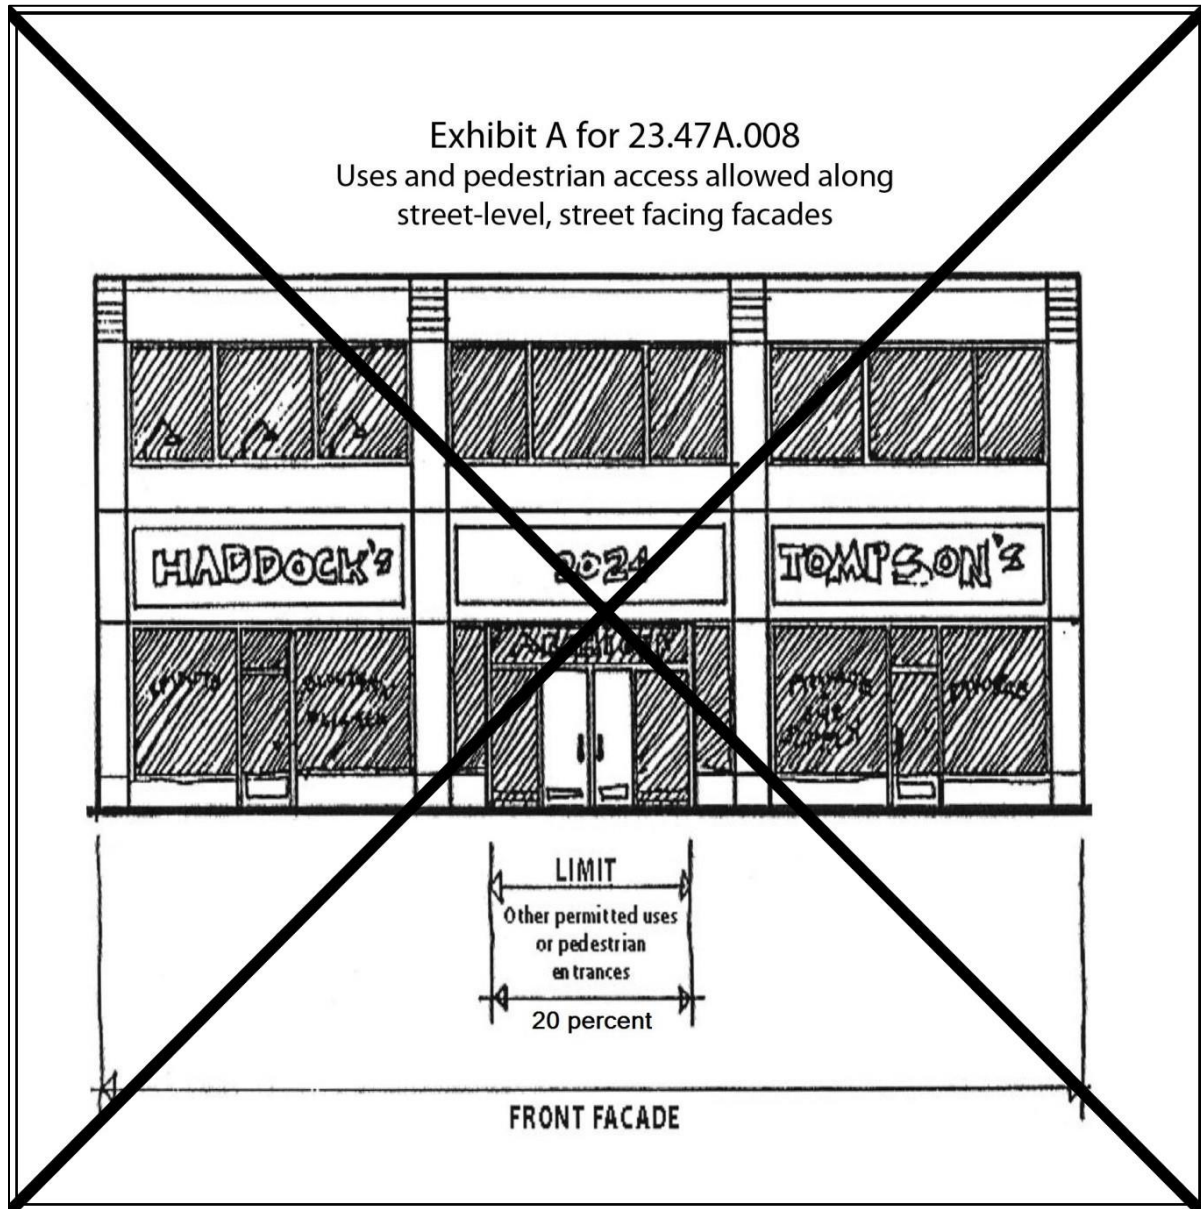 Exhibit A for 23.47A.008
Uses and pedestrian access allowed along
street-level, street facing facades
HADDOCK's
2024
TOMPSON's
LIMIT
Other permitted uses
or pedestrian
entrances
20 percent
FRONT FACADE